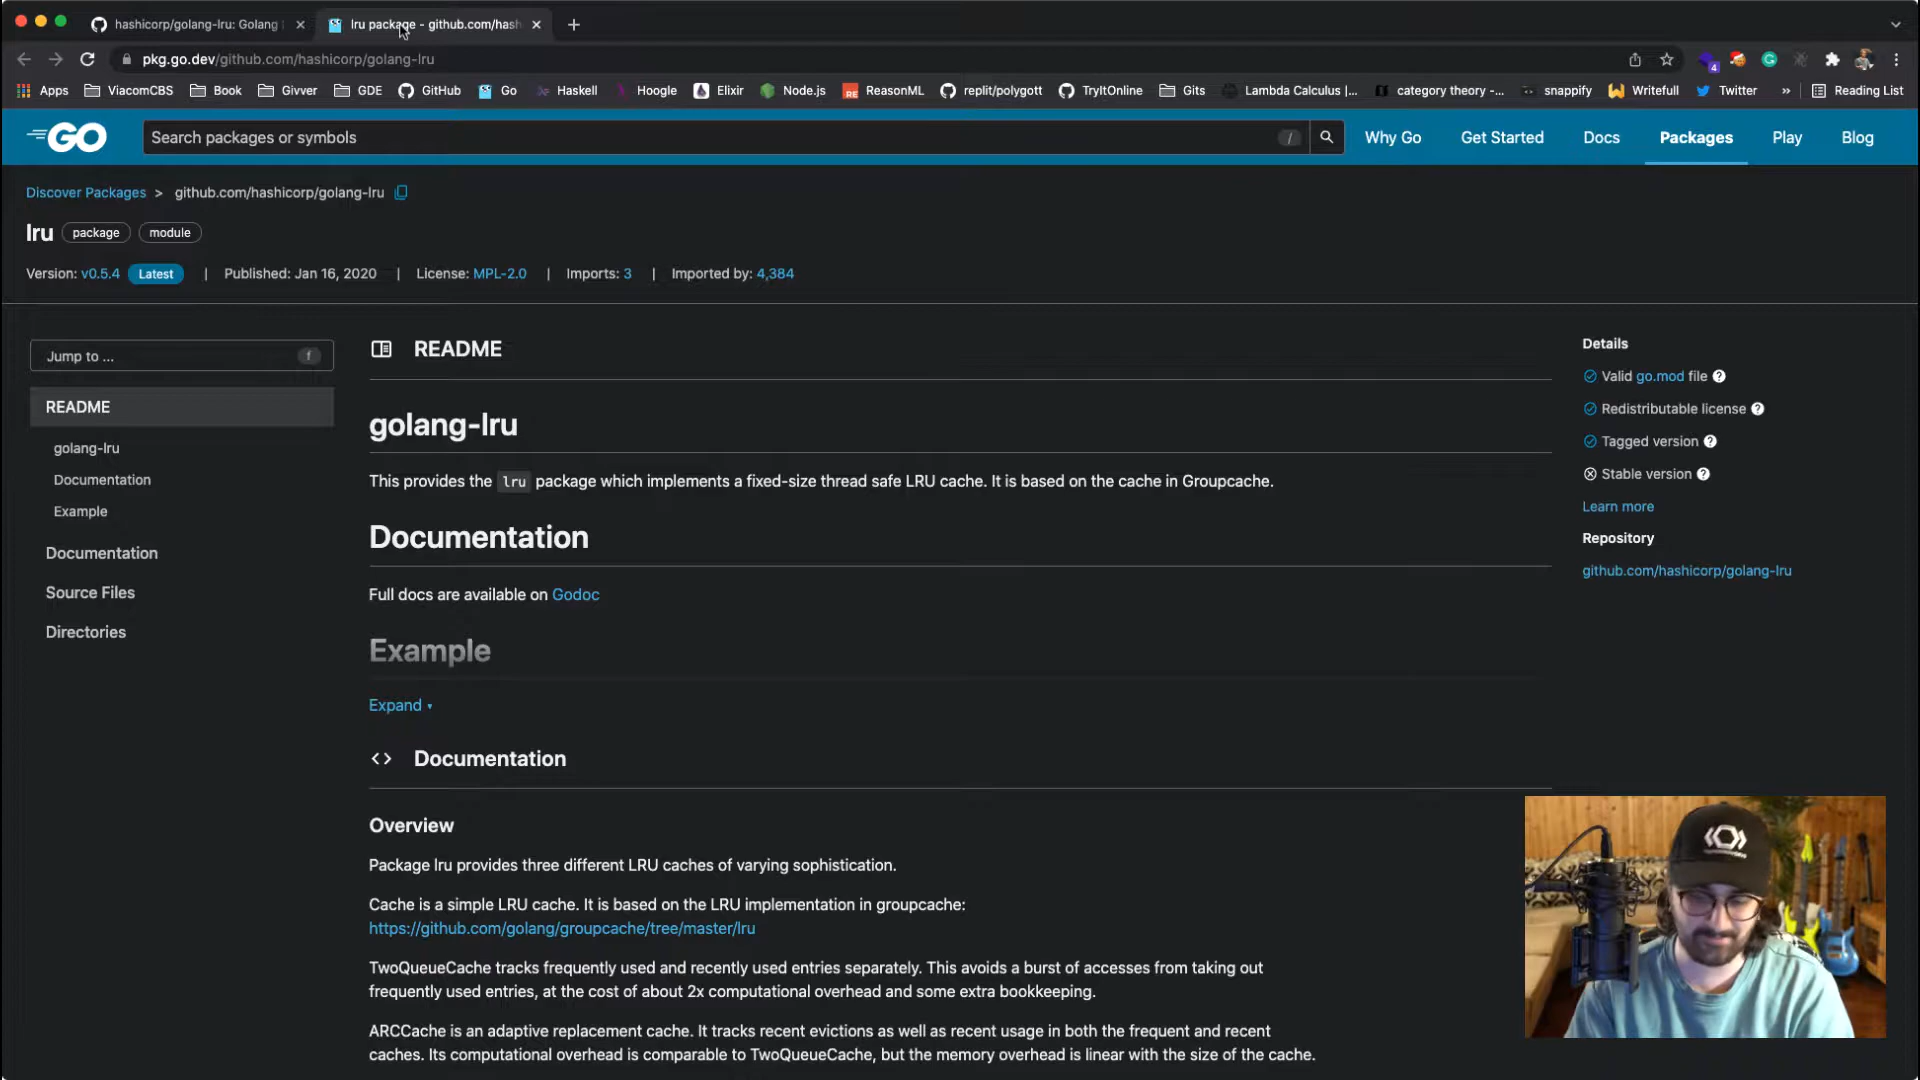 hashicorp/golang-lru: Golang
lru package - github.com/hash
pkg.go.dev/github.com/hashicorp/golang-lru
4
Apps ViacomCBS Book Givver GDE GitHub Go Haskell Hoogle Elixir Node.js RE ReasonML replit/polygott TryItOnline Gits Lambda Calculus |... category theory -... snappify Writefull Twitter » Reading List
GO Search packages or symbols / Why Go Get Started Docs Packages Play Blog
Discover Packages > github.com/hashicorp/golang-lru
lru package module
Version: v0.5.4 Latest | Published: Jan 16, 2020 | License: MPL-2.0 | Imports: 3 | Imported by: 4,384
Jump to ... f
README
golang-lru
Documentation
Example
Documentation
Source Files
Directories
README
golang-lru
This provides the lru package which implements a fixed-size thread safe LRU cache. It is based on the cache in Groupcache.
Documentation
Full docs are available on Godoc
Example
Expand
Documentation
Overview
Package lru provides three different LRU caches of varying sophistication.
Cache is a simple LRU cache. It is based on the LRU implementation in groupcache:
https://github.com/golang/groupcache/tree/master/lru
TwoQueueCache tracks frequently used and recently used entries separately. This avoids a burst of accesses from taking out
frequently used entries, at the cost of about 2x computational overhead and some extra bookkeeping.
ARCCache is an adaptive replacement cache. It tracks recent evictions as well as recent usage in both the frequent and recent
caches. Its computational overhead is comparable to TwoQueueCache, but the memory overhead is linear with the size of the cache.
Details
Valid go.mod file ?
Redistributable license ?
Tagged version ?
Stable version ?
Learn more
Repository
github.com/hashicorp/golang-lru